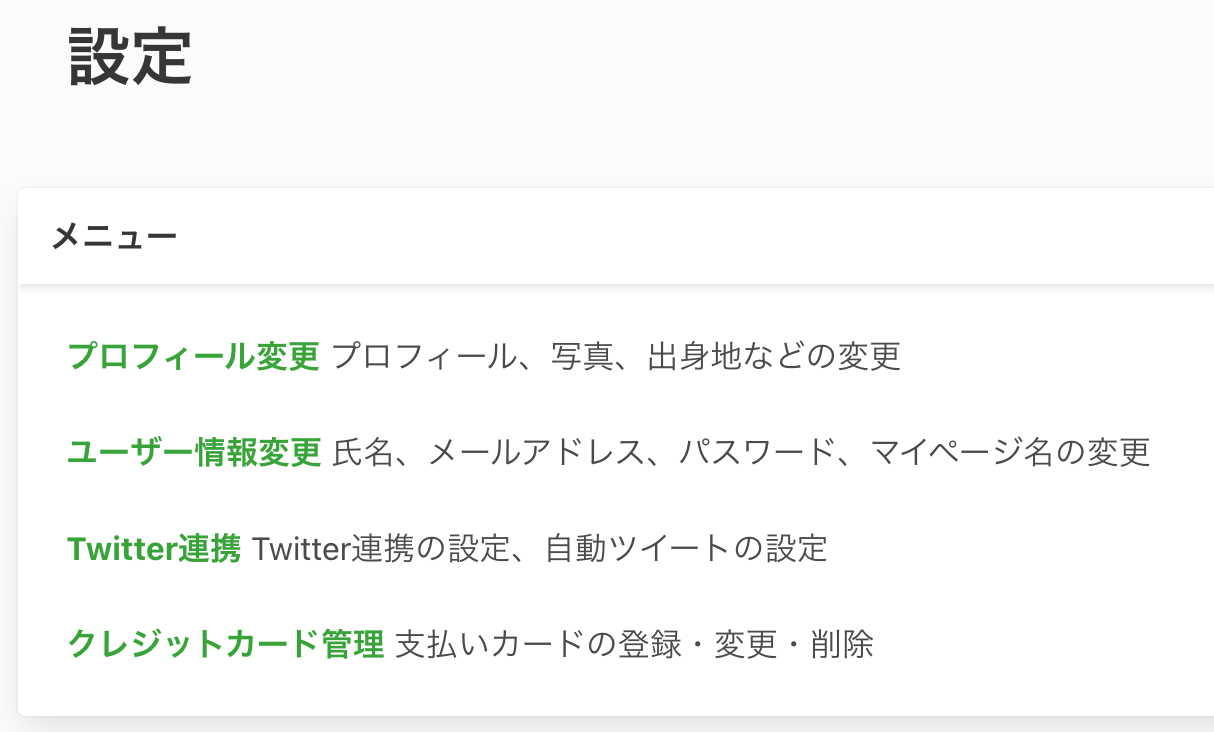 設定
メニュー
プロフィール変更 プロフィール、写真、出身地などの変更
ユーザー情報変更 氏名、メールアドレス、パスワード、マイページ名の変更
Twitter連携 Twitter連携の設定、自動ツイートの設定
クレジットカード管理 支払いカードの登録・変更・削除